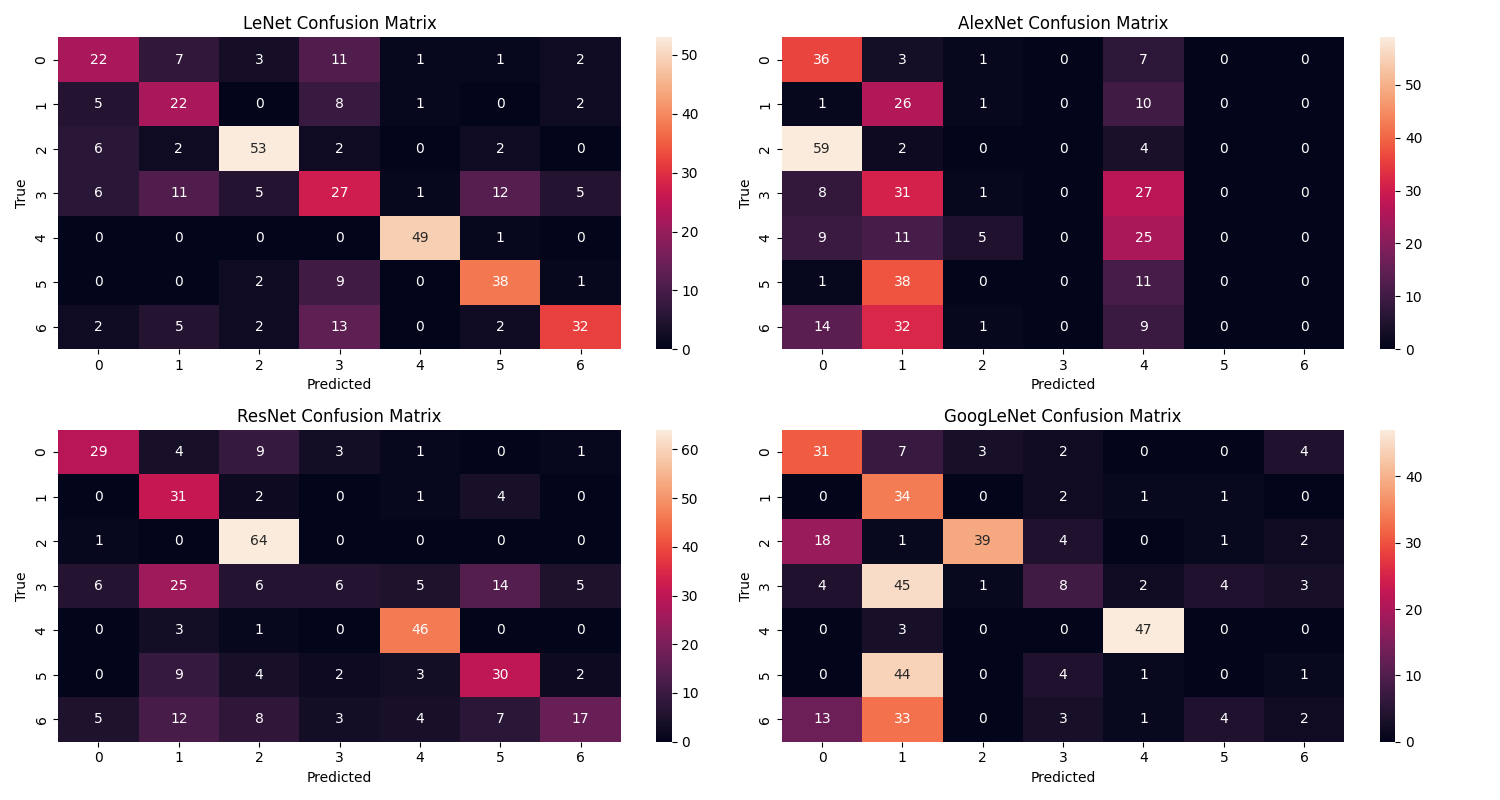 LeNet Confusion Matrix
0 22 7 3 11 1 1 2
1 5 22 0 8 1 0 2
2 6 2 53 2 0 2 0
3 6 11 5 27 1 12 5
4 0 0 0 0 49 1 0
5 0 0 2 9 0 38 1
6 2 5 2 13 0 2 32
0 1 2 3 4 5 6
True
Predicted
50
40
30
20
10
0
AlexNet Confusion Matrix
0 36 3 1 0 7 0 0
1 1 26 1 0 10 0 0
2 59 2 0 0 4 0 0
3 8 31 1 0 27 0 0
4 9 11 5 0 25 0 0
5 1 38 0 0 11 0 0
6 14 32 1 0 9 0 0
0 1 2 3 4 5 6
True
Predicted
50
40
30
20
10
0
ResNet Confusion Matrix
0 29 4 9 3 1 0 1
1 0 31 2 0 1 4 0
2 1 0 64 0 0 0 0
3 6 25 6 6 5 14 5
4 0 3 1 0 46 0 0
5 0 9 4 2 3 30 2
6 5 12 8 3 4 7 17
0 1 2 3 4 5 6
True
Predicted
60
50
40
30
20
10
0
GoogLeNet Confusion Matrix
0 31 7 3 2 0 0 4
1 0 34 0 2 1 1 0
2 18 1 39 4 0 1 2
3 4 45 1 8 2 4 3
4 0 3 0 0 47 0 0
5 0 44 0 4 1 0 1
6 13 33 0 3 1 4 2
0 1 2 3 4 5 6
True
Predicted
40
30
20
10
0